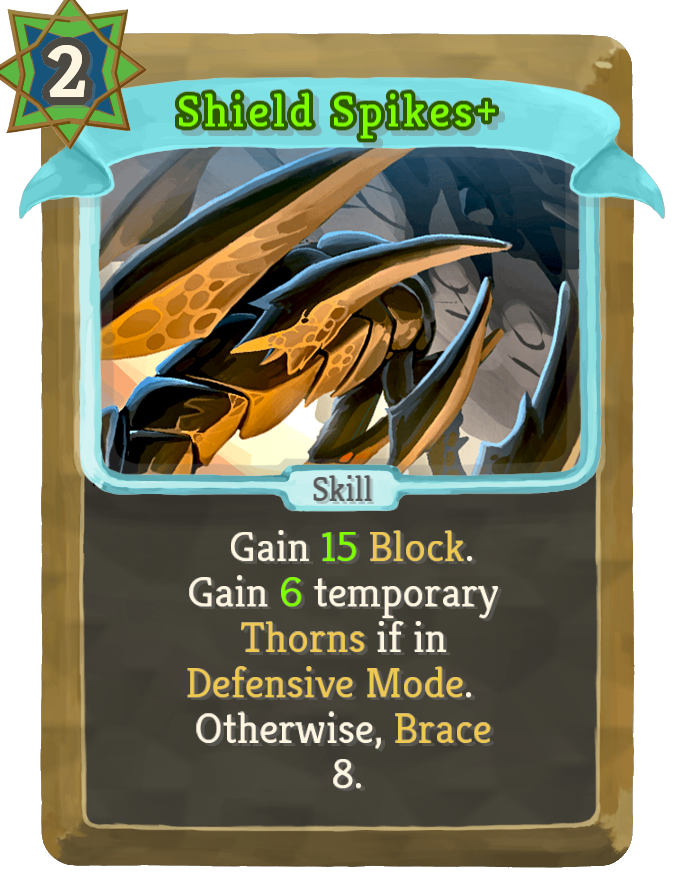 2
Shield Spikes+
Skill
Gain 15 Block.
Gain 6 temporary
Thorns if in
Defensive Mode.
Otherwise, Brace
8.